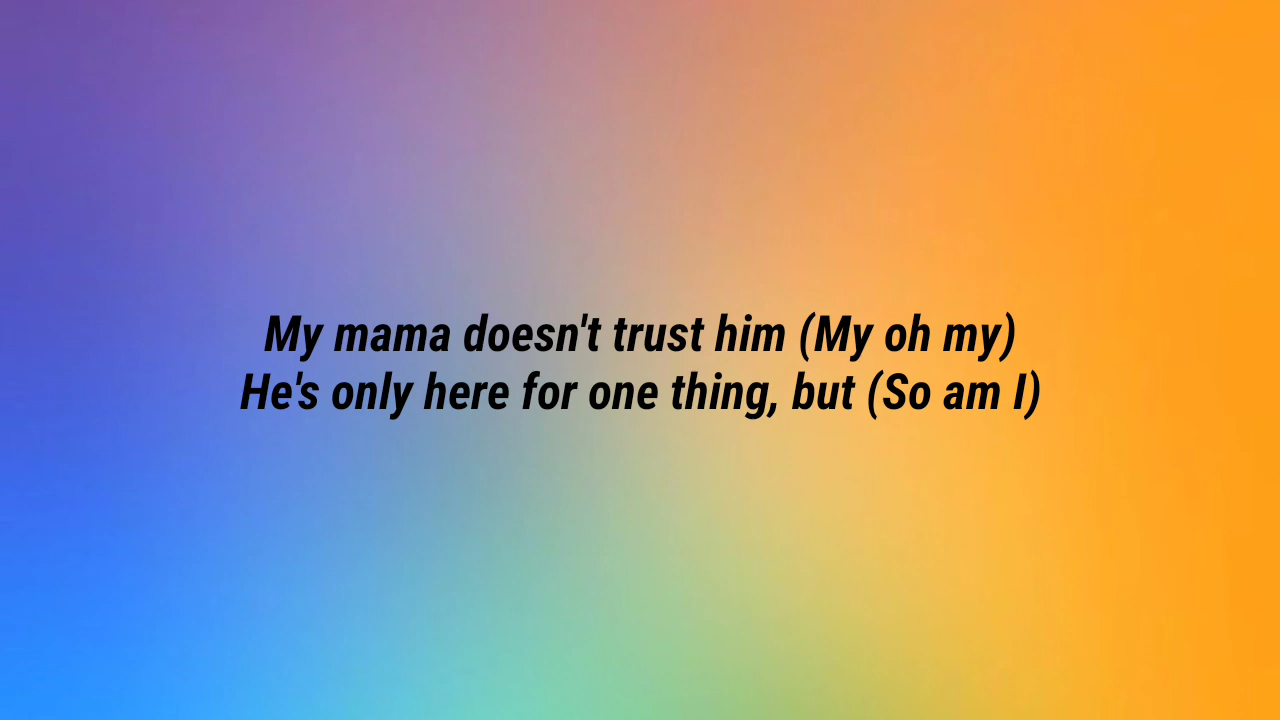 My mama doesn't trust him (My oh my)
He's only here for one thing, but (So am I)